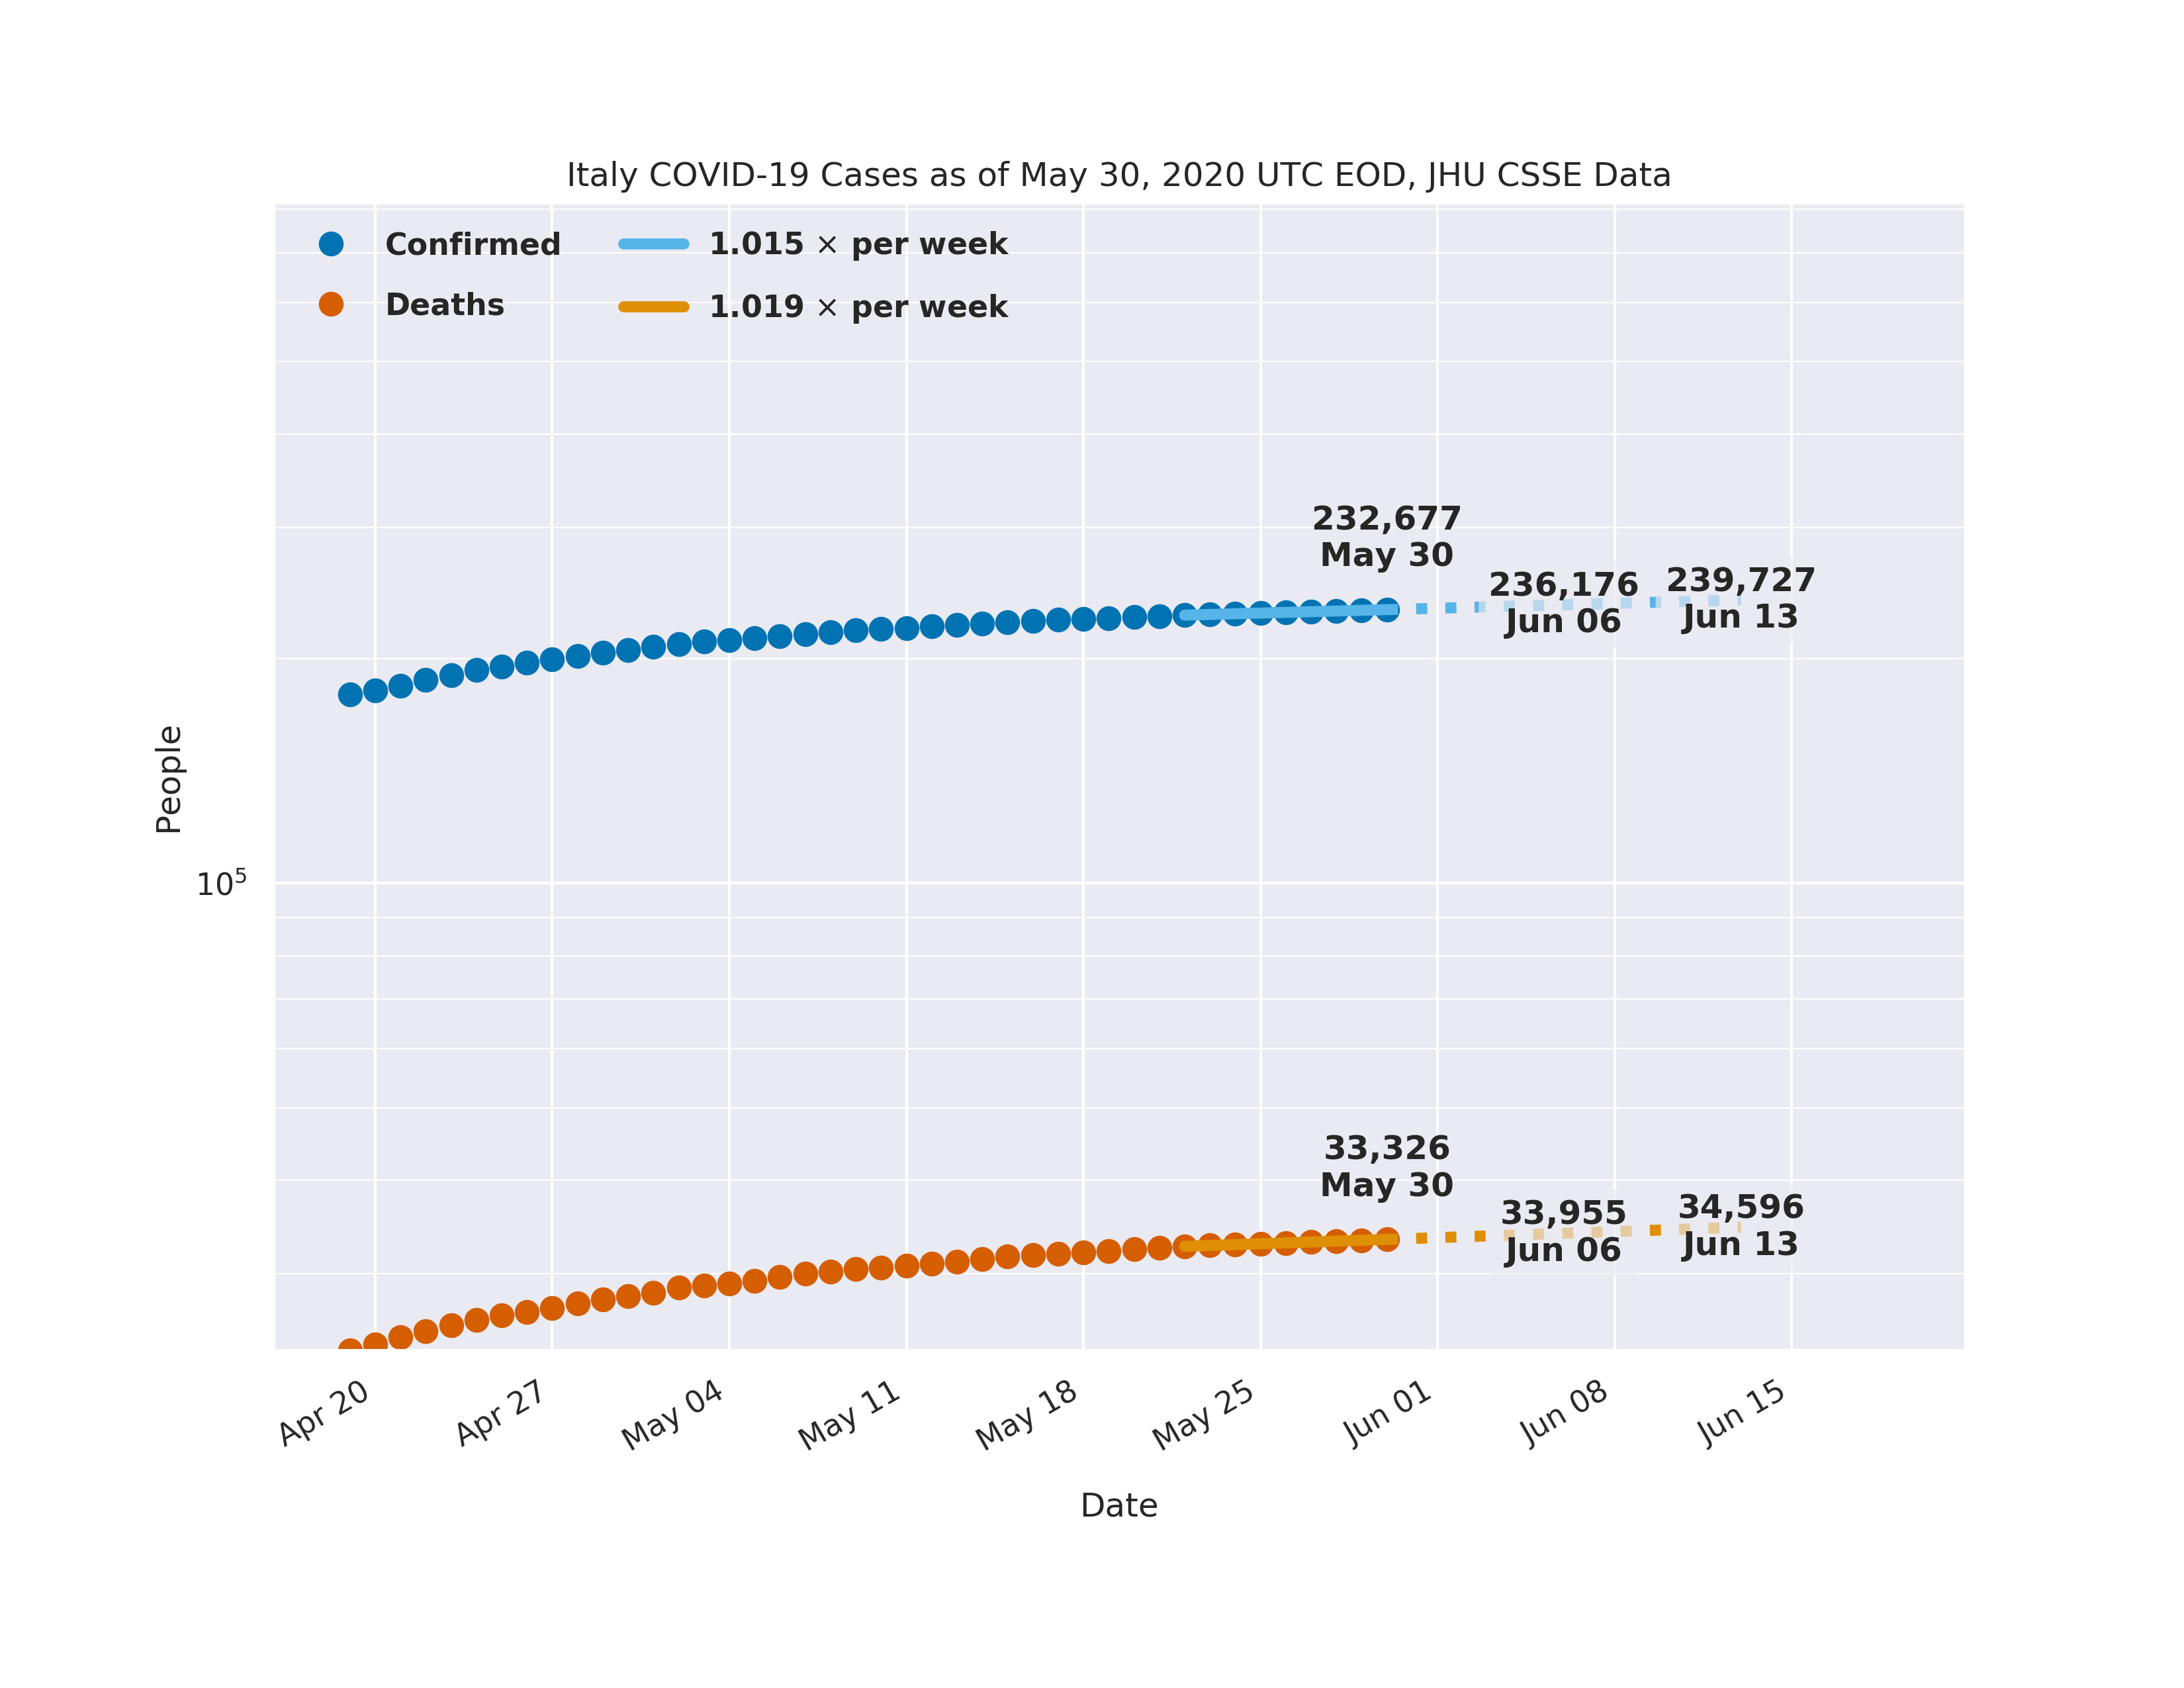 Italy COVID-19 Cases as of May 30, 2020 UTC EOD, JHU CSSE Data
Confirmed
Deaths
1.015 × per week
1.019 × per week
232,677
May 30
236,176
Jun 06
239,727
Jun 13
People
10⁵
33,326
May 30
33,955
Jun 06
34,596
Jun 13
Apr 20
Apr 27
May 04
May 11
May 18
May 25
Jun 01
Jun 08
Jun 15
Date